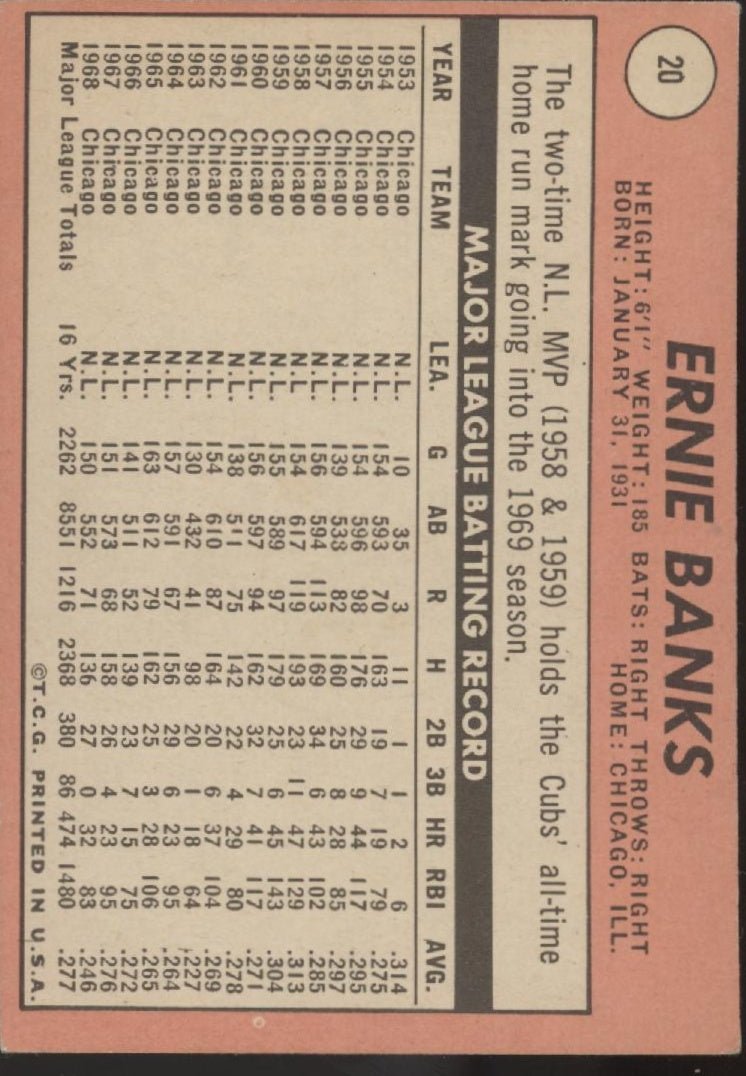 20
ERNIE BANKS
HEIGHT: 6'1" WEIGHT: 185 BATS: RIGHT THROWS: RIGHT
BORN: JANUARY 31, 1931 HOME: CHICAGO, ILL.
The two-time N.L. MVP (1958 & 1959) holds the Cubs' all-time
home run mark going into the 1969 season.
MAJOR LEAGUE BATTING RECORD
YEAR TEAM LEA. G AB R H 2B 3B HR RBI AVG.
1953 Chicago N.L. 10 35 3 11 1 1 2 6 .314
1954 Chicago N.L. 154 593 70 163 19 7 19 79 .275
1955 Chicago N.L. 154 596 98 176 29 9 44 117 .295
1956 Chicago N.L. 139 538 82 160 25 8 28 85 .297
1957 Chicago N.L. 156 594 113 169 34 6 43 102 .285
1958 Chicago N.L. 154 617 119 193 23 11 47 129 .313
1959 Chicago N.L. 155 589 97 179 25 6 45 143 .304
1960 Chicago N.L. 156 597 94 162 32 7 41 117 .271
1961 Chicago N.L. 138 511 75 142 22 4 29 80 .278
1962 Chicago N.L. 154 610 87 164 20 6 37 104 .269
1963 Chicago N.L. 130 432 41 98 20 1 18 64 .227
1964 Chicago N.L. 157 591 67 156 29 6 23 95 .264
1965 Chicago N.L. 163 612 79 162 25 3 28 106 .265
1966 Chicago N.L. 141 511 52 139 23 7 15 75 .272
1967 Chicago N.L. 151 573 68 158 26 4 23 95 .276
1968 Chicago N.L. 150 552 71 136 27 0 32 83 .246
Major League Totals 16 Yrs. 2262 8551 1216 2368 380 86 474 1480 .277
©T.C.G. PRINTED IN U.S.A.